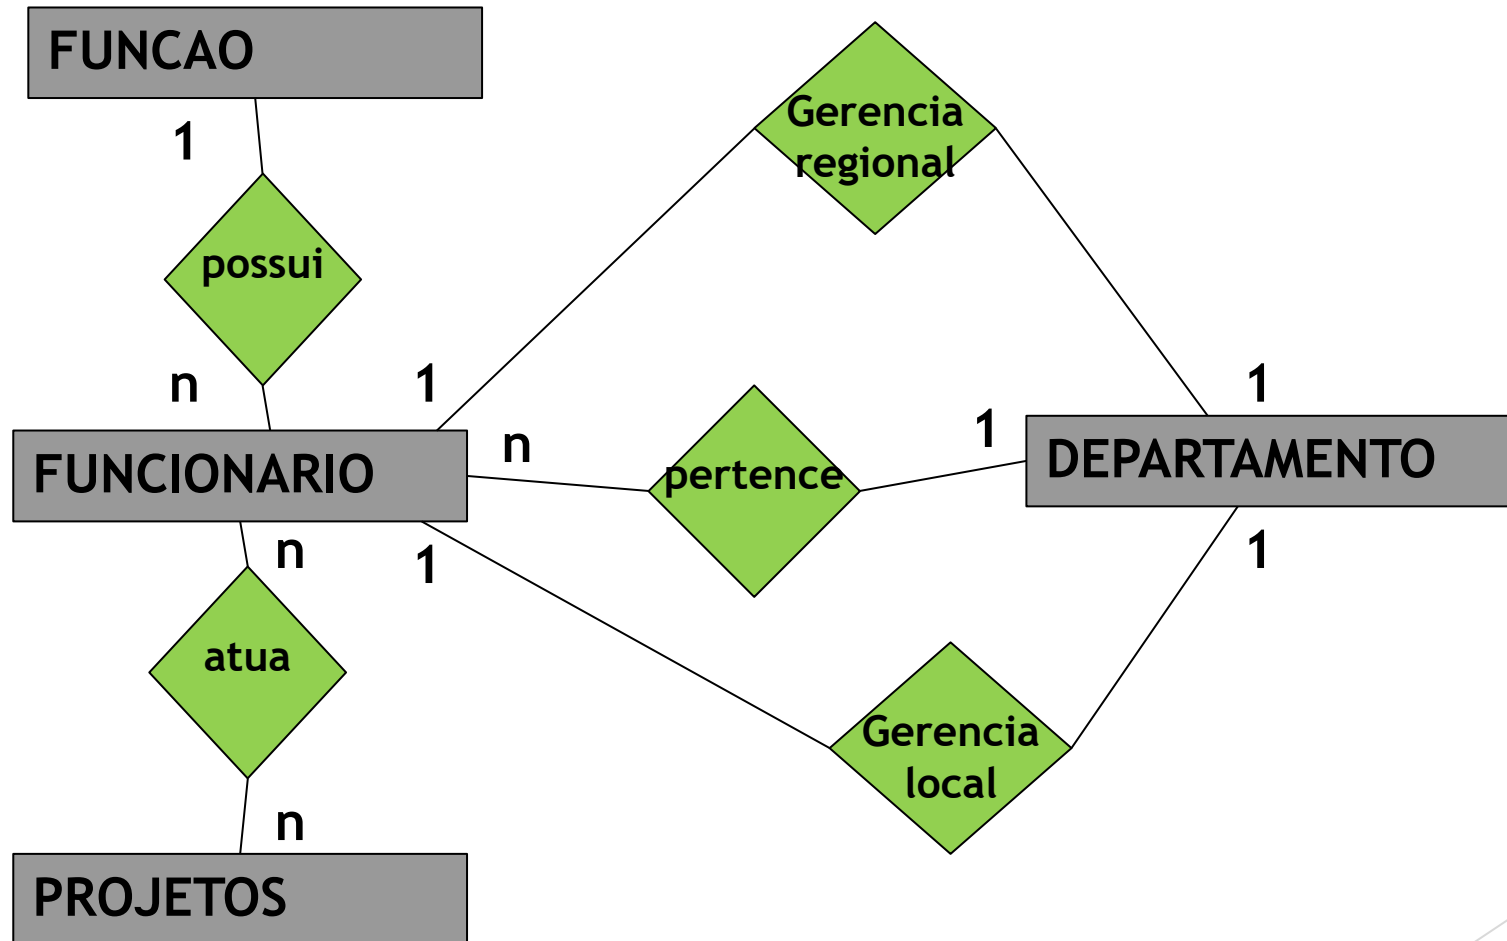 FUNCAO
Gerencia
regional
1
possui
n
1
1
n
1
FUNCIONARIO
pertence
DEPARTAMENTO
n
1
1
atua
Gerencia
local
n
PROJETOS